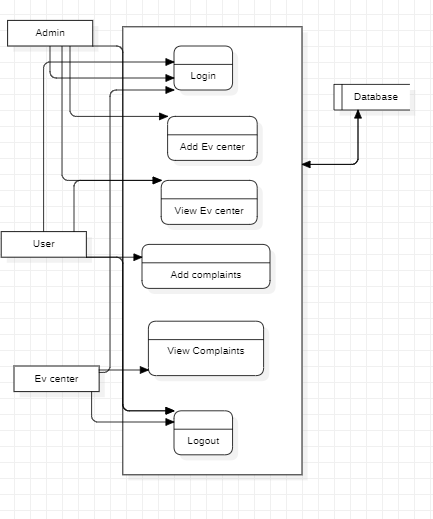 Admin
Login
Database
Add Ev center
View Ev center
User
Add complaints
View Complaints
Ev center
Logout